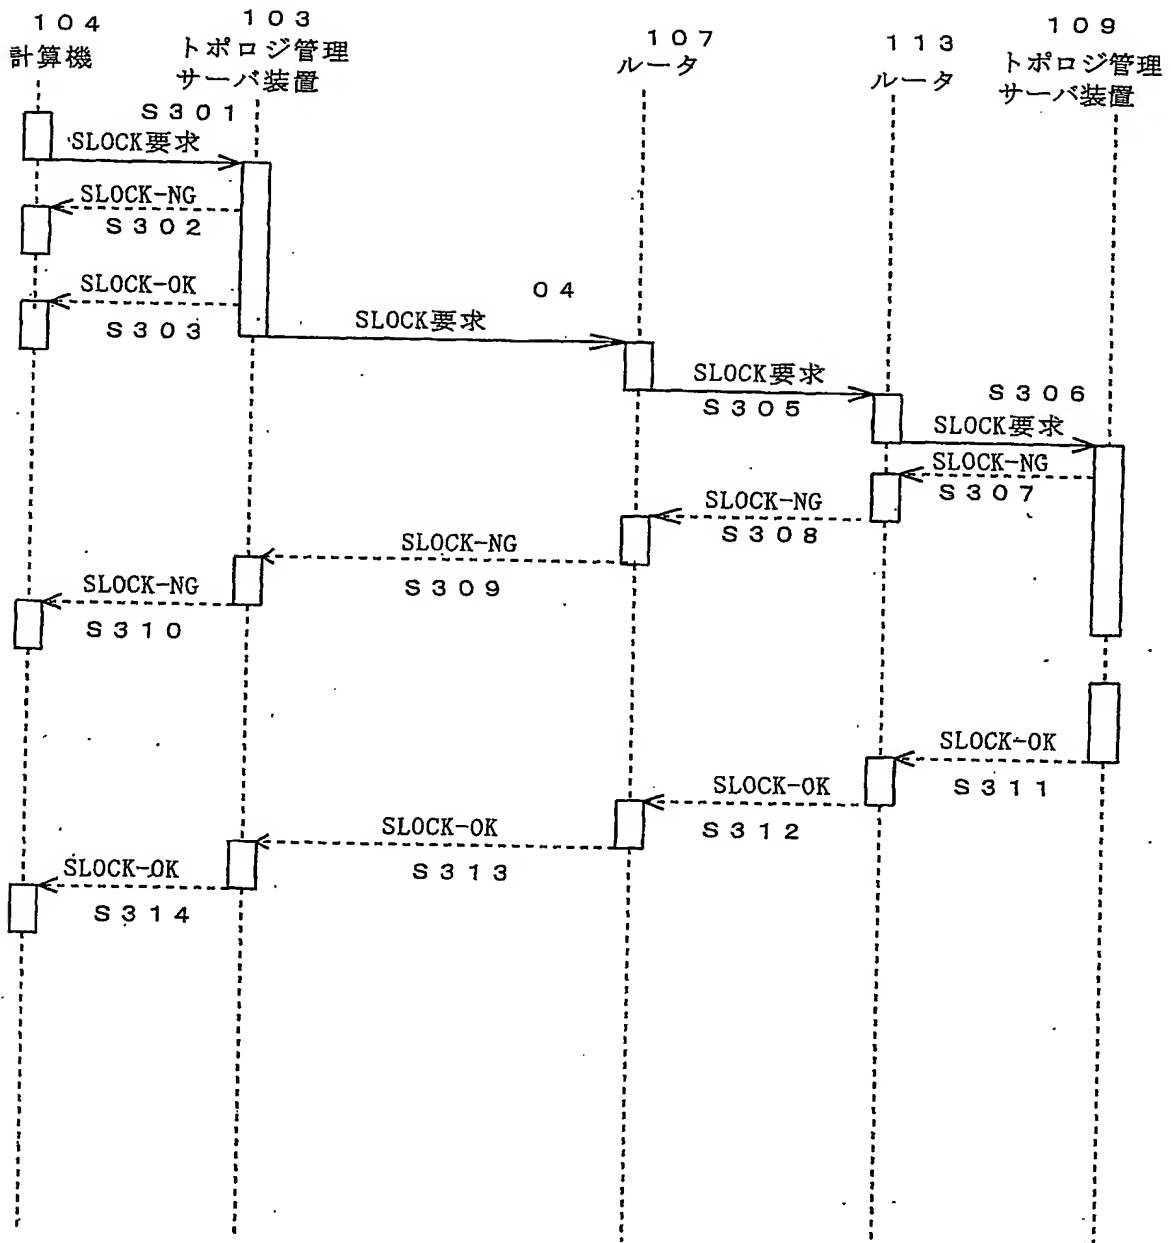 104
計算機
103
トポロジ管理
サーバ装置
107
ルータ
113
ルータ
109
トポロジ管理
サーバ装置
S301
SLOCK要求
SLOCK-NG
S302
SLOCK-OK
S303
04
SLOCK要求
SLOCK要求
S305
S306
SLOCK要求
SLOCK-NG
S307
SLOCK-NG
S308
SLOCK-NG
S309
SLOCK-NG
S310
SLOCK-OK
S311
SLOCK-OK
S312
SLOCK-OK
S313
SLOCK-OK
S314